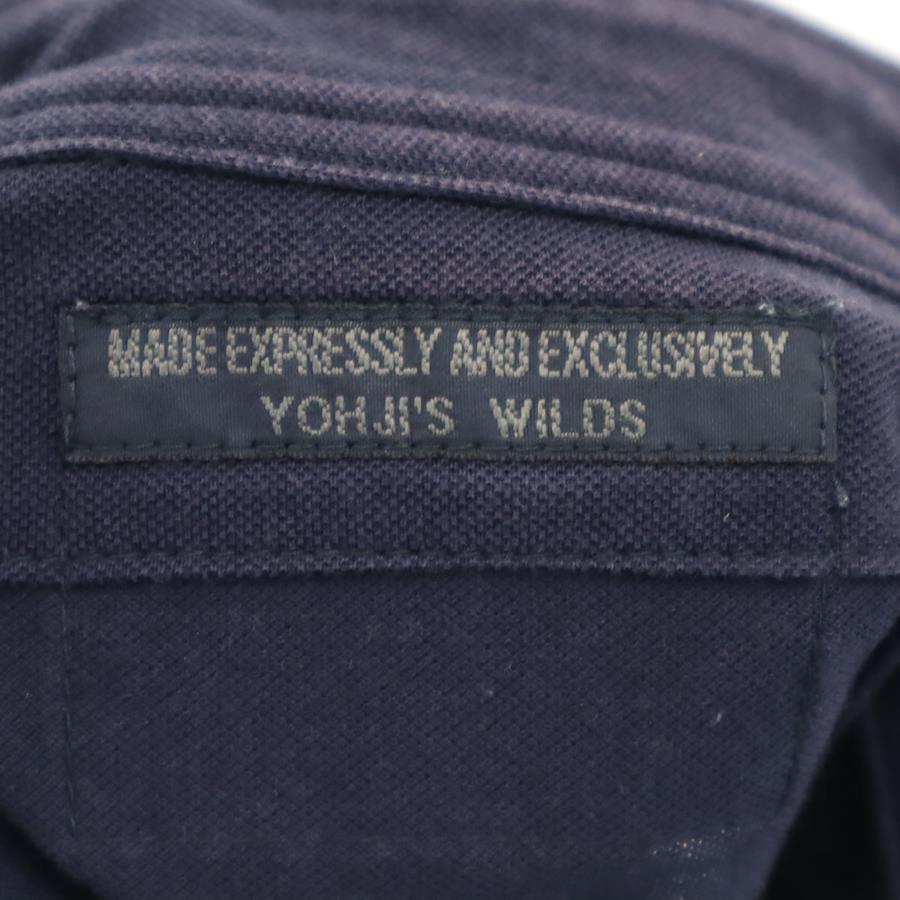 MADE EXPRESSLY AND EXCLUSIVELY
YOHJI'S WILDS